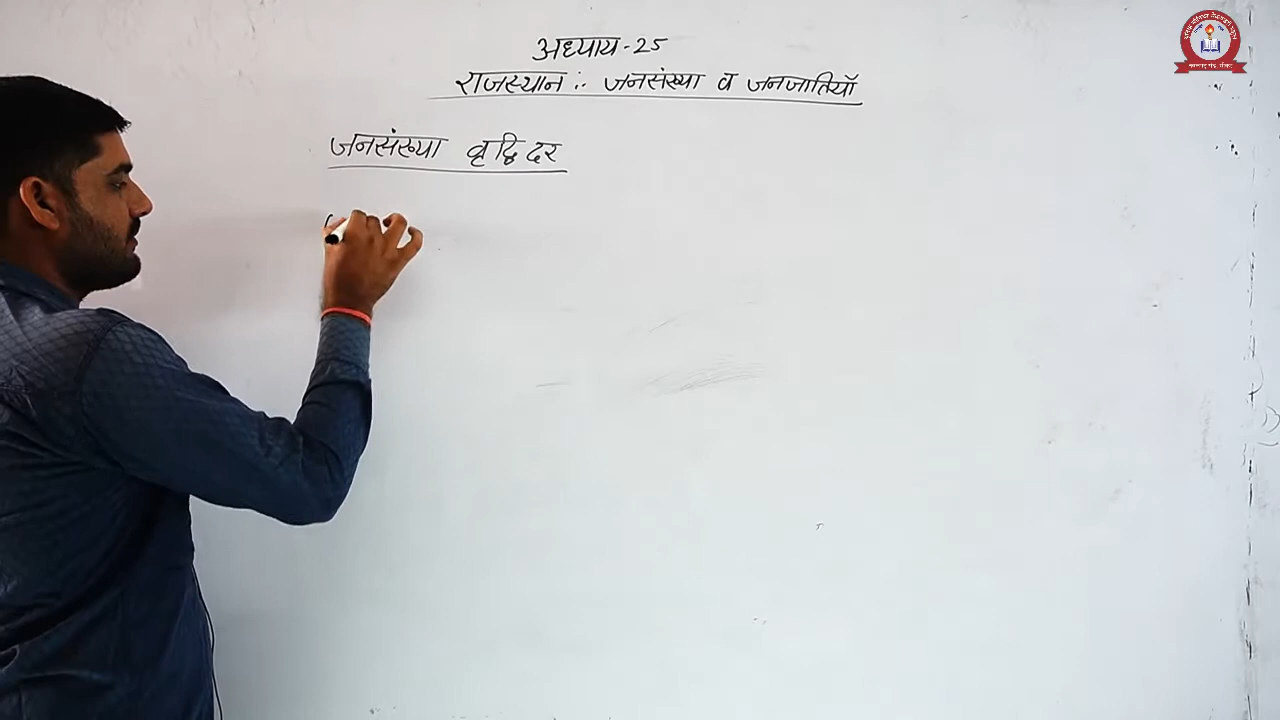 अध्याय - 25
राजस्थान :- जनसंख्या व जनजातियाँ
जनसंख्या वृद्धि दर